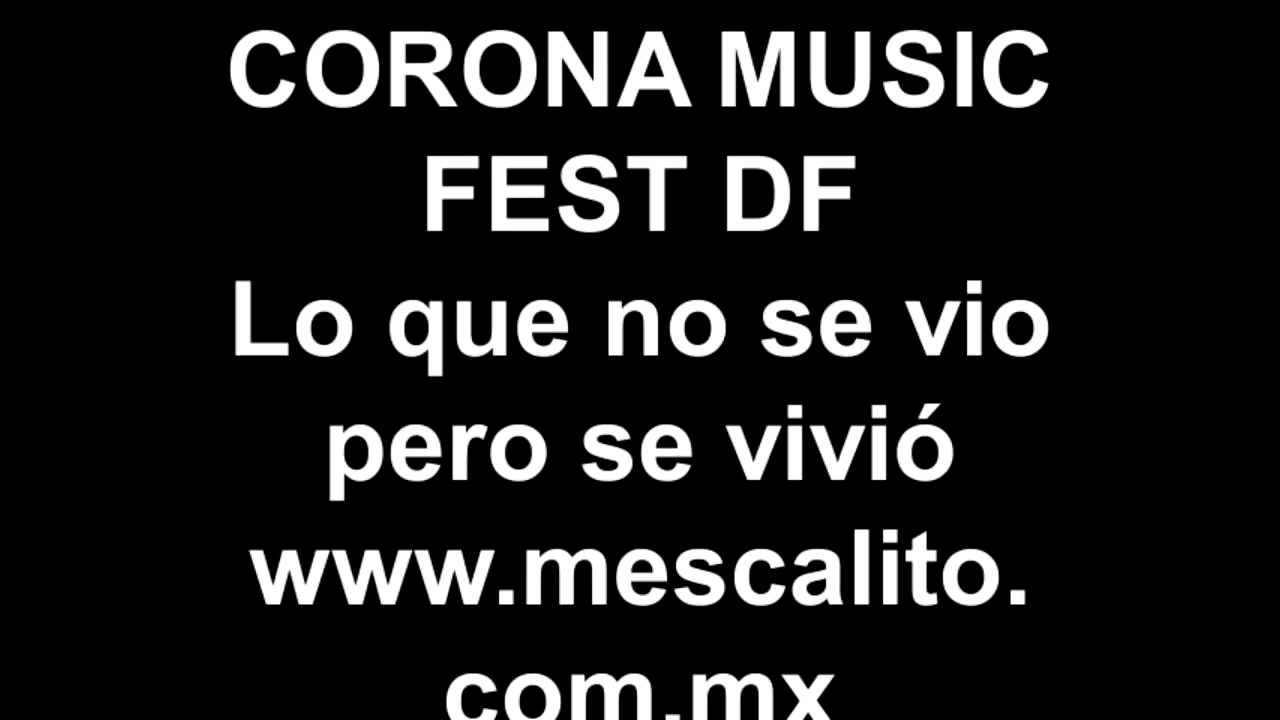 CORONA MUSIC
FEST DF
Lo que no se vio
pero se vivió
www.mescalito.
com.mx